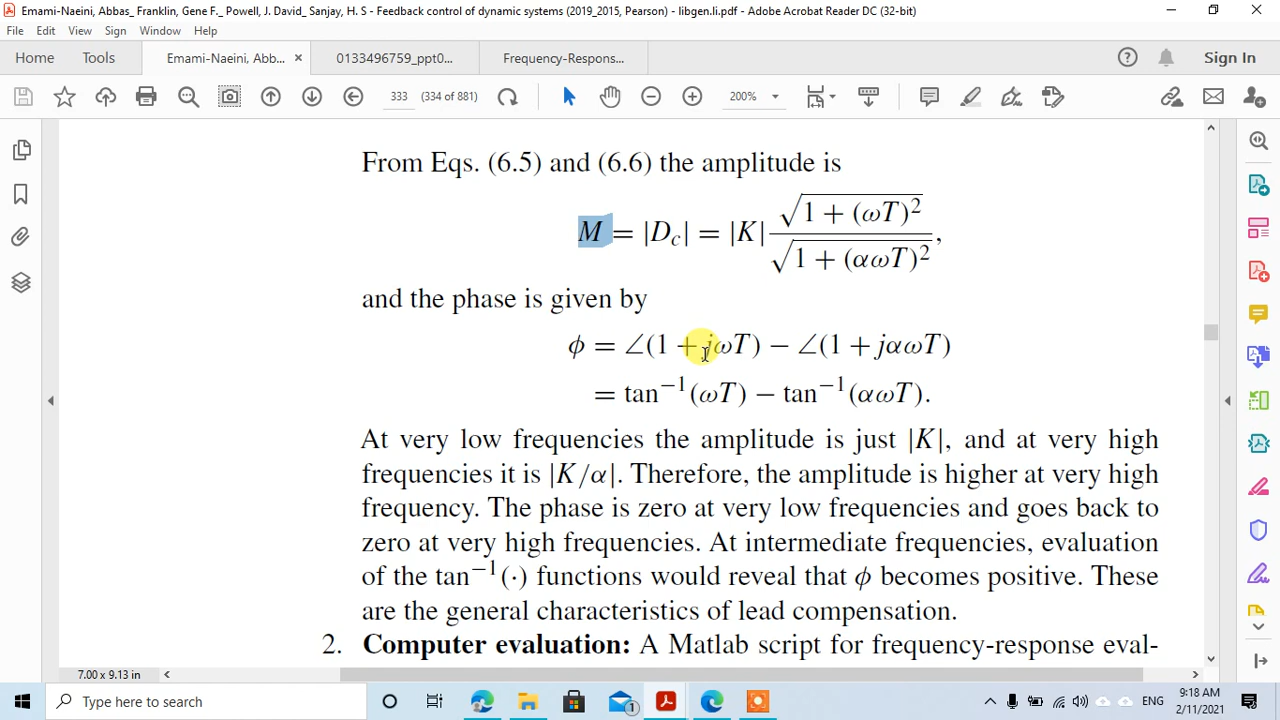 Emami-Naeini, Abbas_ Franklin, Gene F._ Powell, J. David_ Sanjay, H. S - Feedback control of dynamic systems (2019_2015, Pearson) - libgen.li.pdf - Adobe Acrobat Reader DC (32-bit)
File Edit View Sign Window Help
Home Tools Emami-Naeini, Abb... × 0133496759_ppt0... Frequency-Respons... Sign In
333 (334 of 881) 200%
From Eqs. (6.5) and (6.6) the amplitude is
M = |D_c| = |K| √(1 + (ωT)²) / √(1 + (αωT)²),
and the phase is given by
ϕ = ∠(1 + jωT) − ∠(1 + jαωT)
= tan⁻¹(ωT) − tan⁻¹(αωT).
At very low frequencies the amplitude is just |K|, and at very high
frequencies it is |K/α|. Therefore, the amplitude is higher at very high
frequency. The phase is zero at very low frequencies and goes back to
zero at very high frequencies. At intermediate frequencies, evaluation
of the tan⁻¹(·) functions would reveal that ϕ becomes positive. These
are the general characteristics of lead compensation.
2. Computer evaluation: A Matlab script for frequency-response eval-
7.00 x 9.13 in
Type here to search 1 ENG 9:18 AM
2/11/2021